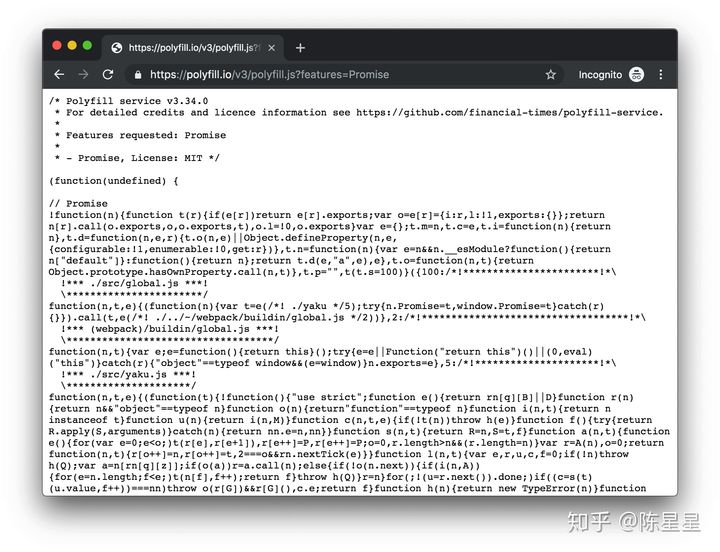 https://polyfill.io/v3/polyfill.js?f
https://polyfill.io/v3/polyfill.js?features=Promise
Incognito
/* Polyfill service v3.34.0
 * For detailed credits and licence information see https://github.com/financial-times/polyfill-service.
 *
 * Features requested: Promise
 *
 * - Promise, License: MIT */
(function(undefined) {
// Promise
!function(n){function t(r){if(e[r])return e[r].exports;var o=e[r]={i:r,l:!1,exports:{}};return
n[r].call(o.exports,o,o.exports,t),o.l=!0,o.exports}var e={};t.m=n,t.c=e,t.i=function(n){return
n},t.d=function(n,e,r){t.o(n,e)||Object.defineProperty(n,e,
{configurable:!1,enumerable:!0,get:r})},t.n=function(n){var e=n&&n.__esModule?function(){return
n["default"]}:function(){return n};return t.d(e,"a",e),e},t.o=function(n,t){return
Object.prototype.hasOwnProperty.call(n,t)},t.p="",t(t.s=100)}({100:/*!***********************!*\
  !*** ./src/global.js ***!
  \***********************/
function(n,t,e){(function(n){var t=e(/*! ./yaku */5);try{n.Promise=t,window.Promise=t}catch(r)
{}}).call(t,e(/*! ./../~/webpack/buildin/global.js */2))},2:/*!***********************************!*\
  !*** (webpack)/buildin/global.js ***!
  \***********************************/
function(n,t){var e;e=function(){return this}();try{e=e||Function("return this")()||(0,eval)
("this")}catch(r){"object"==typeof window&&(e=window)}n.exports=e},5:/*!*********************!*\
  !*** ./src/yaku.js ***!
  \*********************/
function(n,t,e){(function(t){!function(){"use strict";function e(){return rn[q][B]||D}function r(n)
{return n&&"object"==typeof n}function o(n){return"function"==typeof n}function i(n,t){return n
instanceof t}function u(n){return i(n,M)}function c(n,t,e){if(!t(n))throw h(e)}function f(){try{return
R.apply(S,arguments)}catch(n){return nn.e=n,nn}}function s(n,t){return R=n,S=t,f}function a(n,t){function
e(){for(var e=0;e<o;)t(r[e],r[e+1]),r[e++]=P,r[e++]=P;o=0,r.length>n&&(r.length=n)}var r=A(n),o=0;return
function(n,t){r[o++]=n,r[o++]=t,2===o&&rn.nextTick(e)}}function l(n,t){var e,r,u,c,f=0;if(!n)throw
h(Q);var a=n[rn[q][z]];if(o(a))r=a.call(n);else{if(!o(n.next)){if(i(n,A))
{for(e=n.length;f<e;)t(n[f],f++);return f}throw h(Q)}r=n}for(;!(u=r.next()).done;)if((c=s(t)
(u.value,f++))===nn)throw o(r[G])&&r[G](),c.e;return f}function h(n){return new TypeError(n)}function
知乎 @陈星星